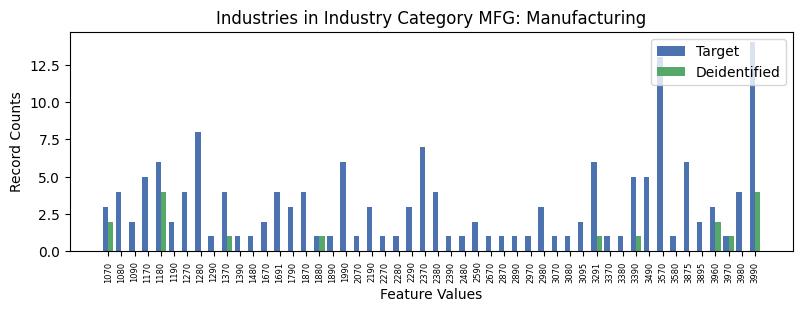 Industries in Industry Category MFG: Manufacturing
Target
Deidentified
Record Counts
12.5
10.0
7.5
5.0
2.5
0.0
1070 1080 1090 1170 1180 1190 1270 1280 1290 1370 1390 1480 1670 1691 1790 1870 1880 1890 1990 2070 2190 2270 2280 2290 2370 2380 2390 2480 2590 2670 2870 2890 2970 2980 3070 3080 3095 3291 3370 3380 3390 3490 3570 3580 3875 3895 3960 3970 3980 3990
Feature Values